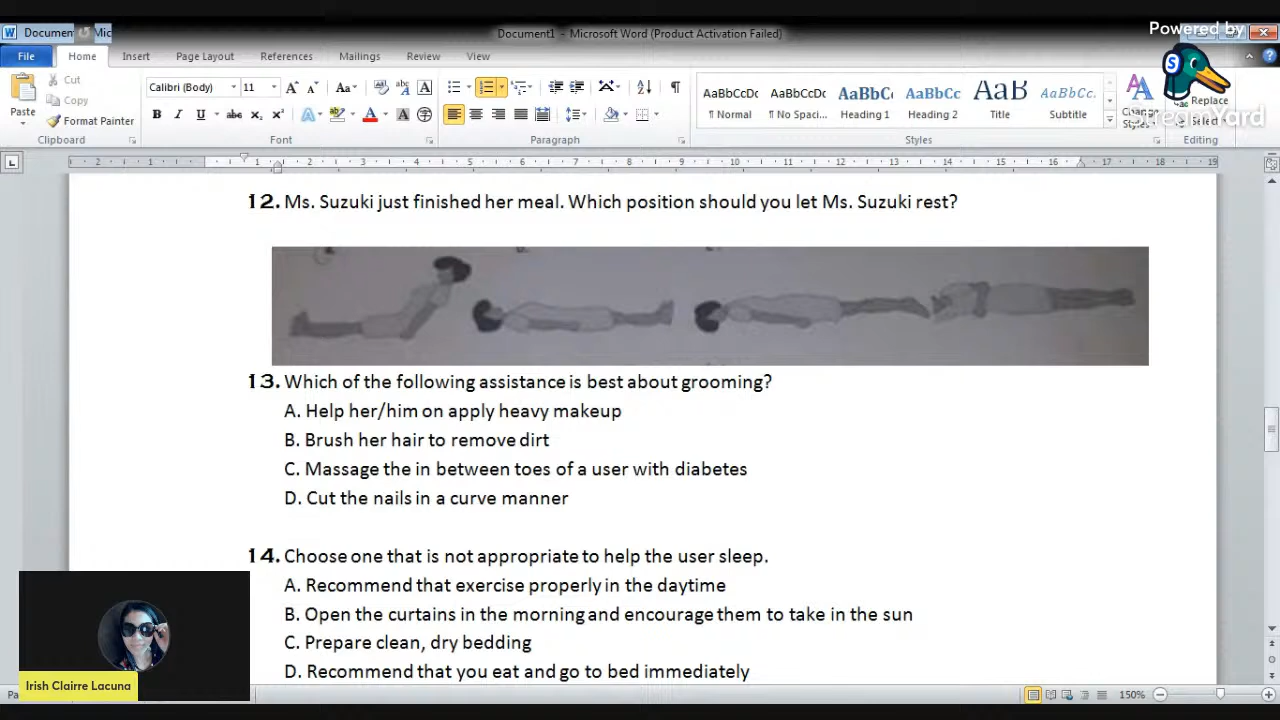 Document1 - Microsoft Word (Product Activation Failed)
Powered by
StreamYard
File Home Insert Page Layout References Mailings Review View
Paste
Cut
Copy
Format Painter
Clipboard
Calibri (Body) 11
Font
Paragraph
AaBbCcDc AaBbCcDc AaBbC AaBbCc AaB AaBbCc.
¶ Normal ¶ No Spaci... Heading 1 Heading 2 Title Subtitle
Change
Styles
Styles
Replace
Select
Editing
12. Ms. Suzuki just finished her meal. Which position should you let Ms. Suzuki rest?
13. Which of the following assistance is best about grooming?
A. Help her/him on apply heavy makeup
B. Brush her hair to remove dirt
C. Massage the in between toes of a user with diabetes
D. Cut the nails in a curve manner
14. Choose one that is not appropriate to help the user sleep.
A. Recommend that exercise properly in the daytime
B. Open the curtains in the morning and encourage them to take in the sun
C. Prepare clean, dry bedding
D. Recommend that you eat and go to bed immediately
Irish Clairre Lacuna
150%